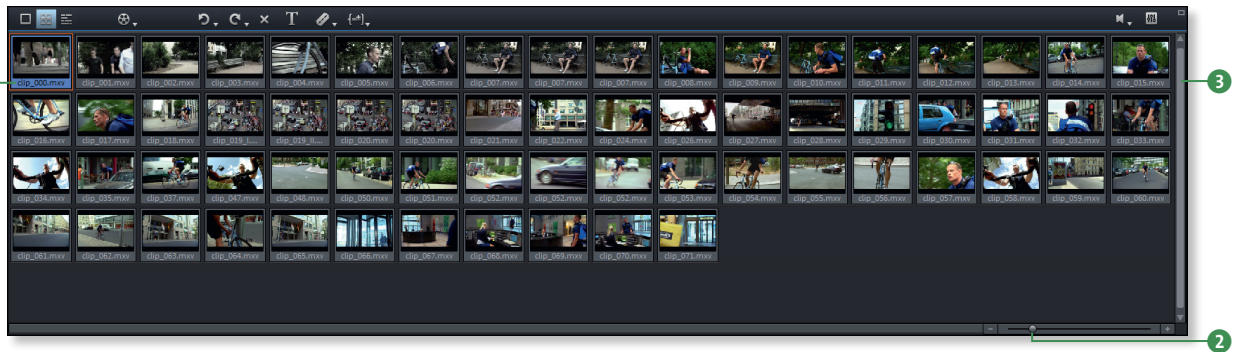 T
clip_000.mxv clip_001.mxv clip_002.mxv clip_003.mxv clip_004.mxv clip_005.mxv clip_006.mxv clip_007.mxv clip_007.mxv clip_007.mxv clip_008.mxv clip_009.mxv clip_010.mxv clip_011.mxv clip_012.mxv clip_013.mxv clip_014.mxv clip_015.mxv
3
clip_016.mxv clip_017.mxv clip_018.mxv clip_019_I.... clip_019_II.... clip_020.mxv clip_020.mxv clip_021.mxv clip_022.mxv clip_024.mxv clip_026.mxv clip_027.mxv clip_028.mxv clip_029.mxv clip_030.mxv clip_031.mxv clip_032.mxv clip_033.mxv
clip_034.mxv clip_035.mxv clip_037.mxv clip_047.mxv clip_048.mxv clip_050.mxv clip_051.mxv clip_052.mxv clip_052.mxv clip_052.mxv clip_053.mxv clip_054.mxv clip_055.mxv clip_056.mxv clip_057.mxv clip_058.mxv clip_059.mxv clip_060.mxv
clip_061.mxv clip_062.mxv clip_063.mxv clip_064.mxv clip_065.mxv clip_066.mxv clip_067.mxv clip_068.mxv clip_069.mxv clip_070.mxv clip_071.mxv
2